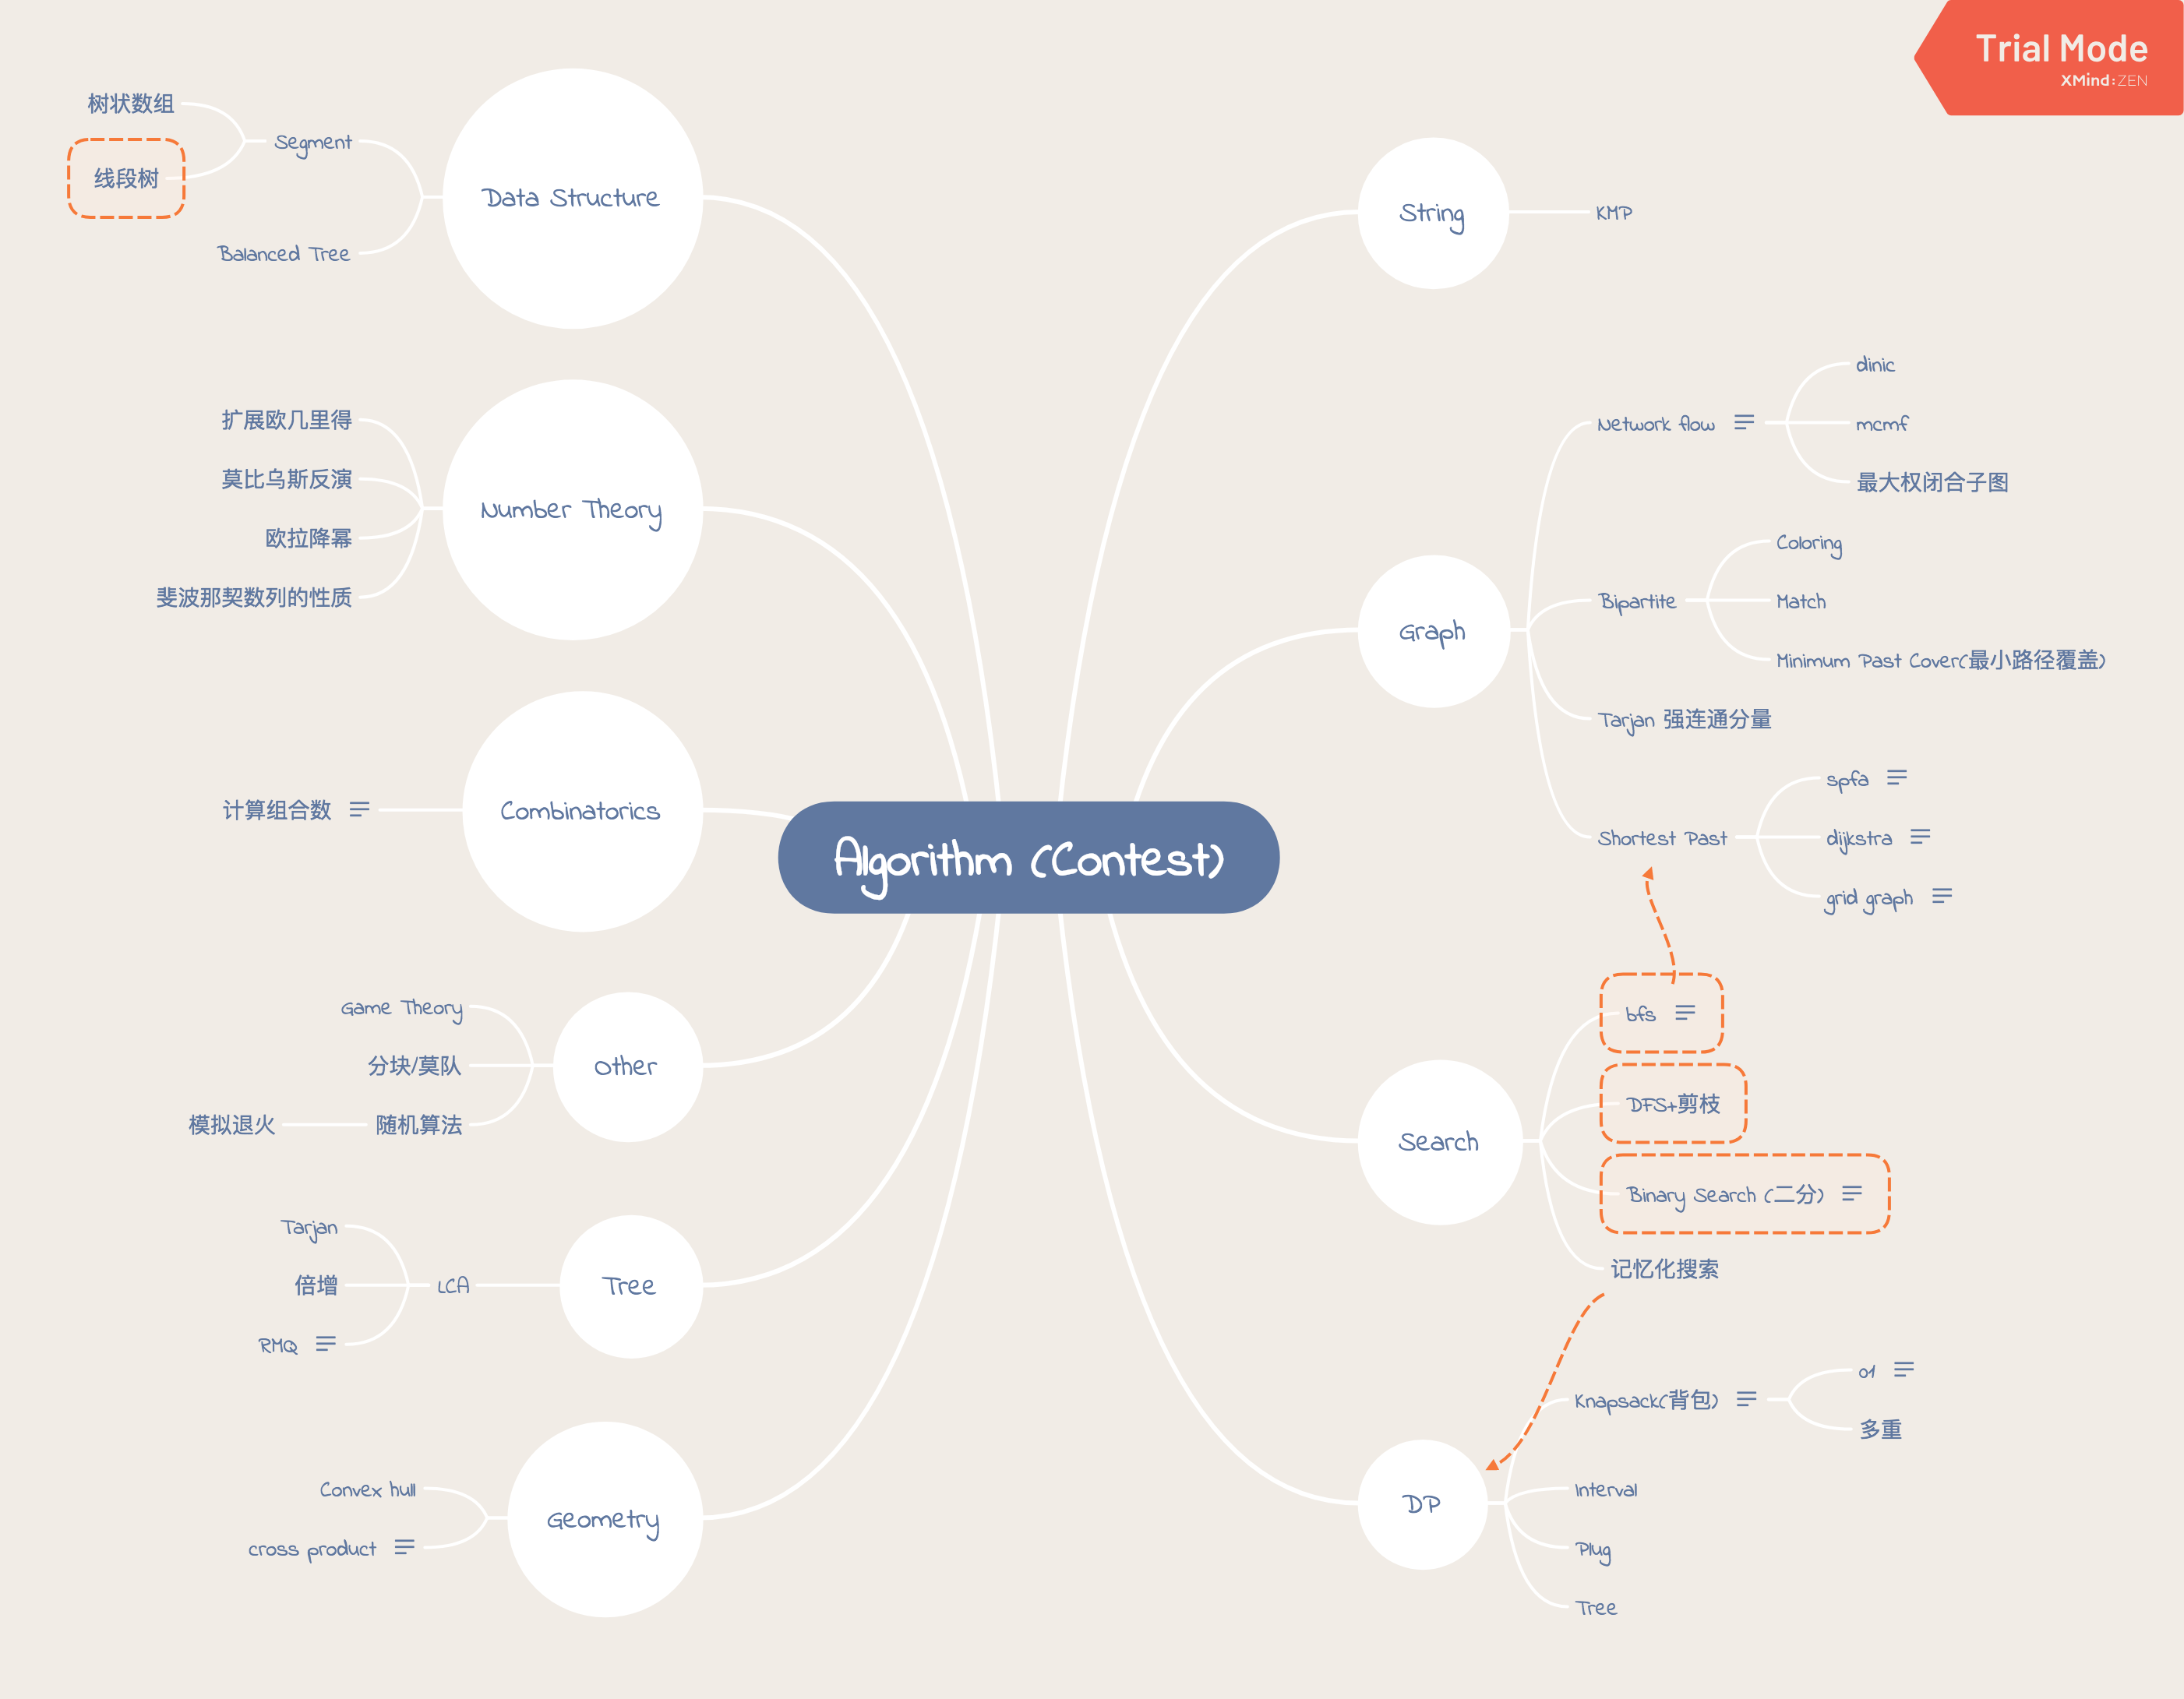 Trial Mode
XMind:ZEN
Algorithm (Contest)
String
KMP
Graph
Network flow
dinic
mcmf
最大权闭合子图
Bipartite
Coloring
Match
Minimum Past Cover(最小路径覆盖)
Tarjan 强连通分量
Shortest Past
spfa
dijkstra
grid graph
Search
bfs
DFS+剪枝
Binary Search (二分)
记忆化搜索
DP
Knapsack(背包)
01
多重
Interval
Plug
Tree
Data Structure
Segment
树状数组
线段树
Balanced Tree
Number Theory
扩展欧几里得
莫比乌斯反演
欧拉降幂
斐波那契数列的性质
Combinatorics
计算组合数
Other
Game Theory
分块/莫队
随机算法
模拟退火
Tree
LCA
Tarjan
倍增
RMQ
Geometry
Convex hull
cross product